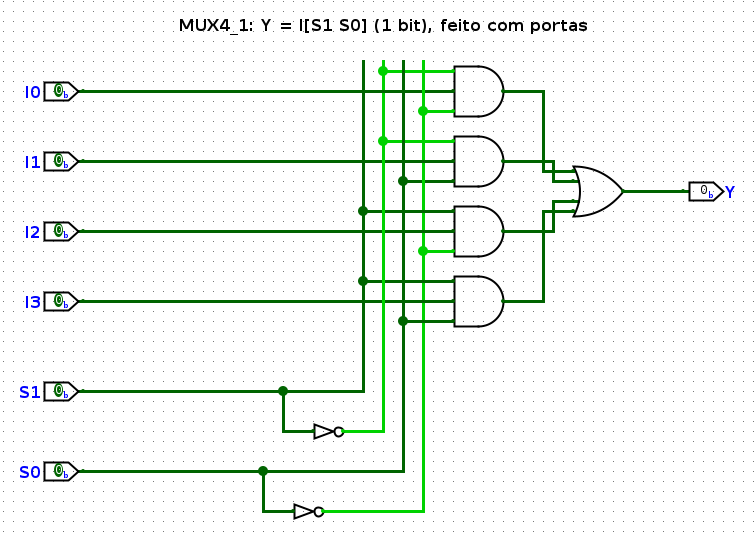 MUX4_1: Y = I[S1 S0] (1 bit), feito com portas
I0 0b
I1 0b
I2 0b
I3 0b
0b Y
S1 0b
S0 0b